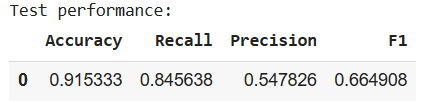 Test performance:
Accuracy Recall Precision F1
0 0.915333 0.845638 0.547826 0.664908